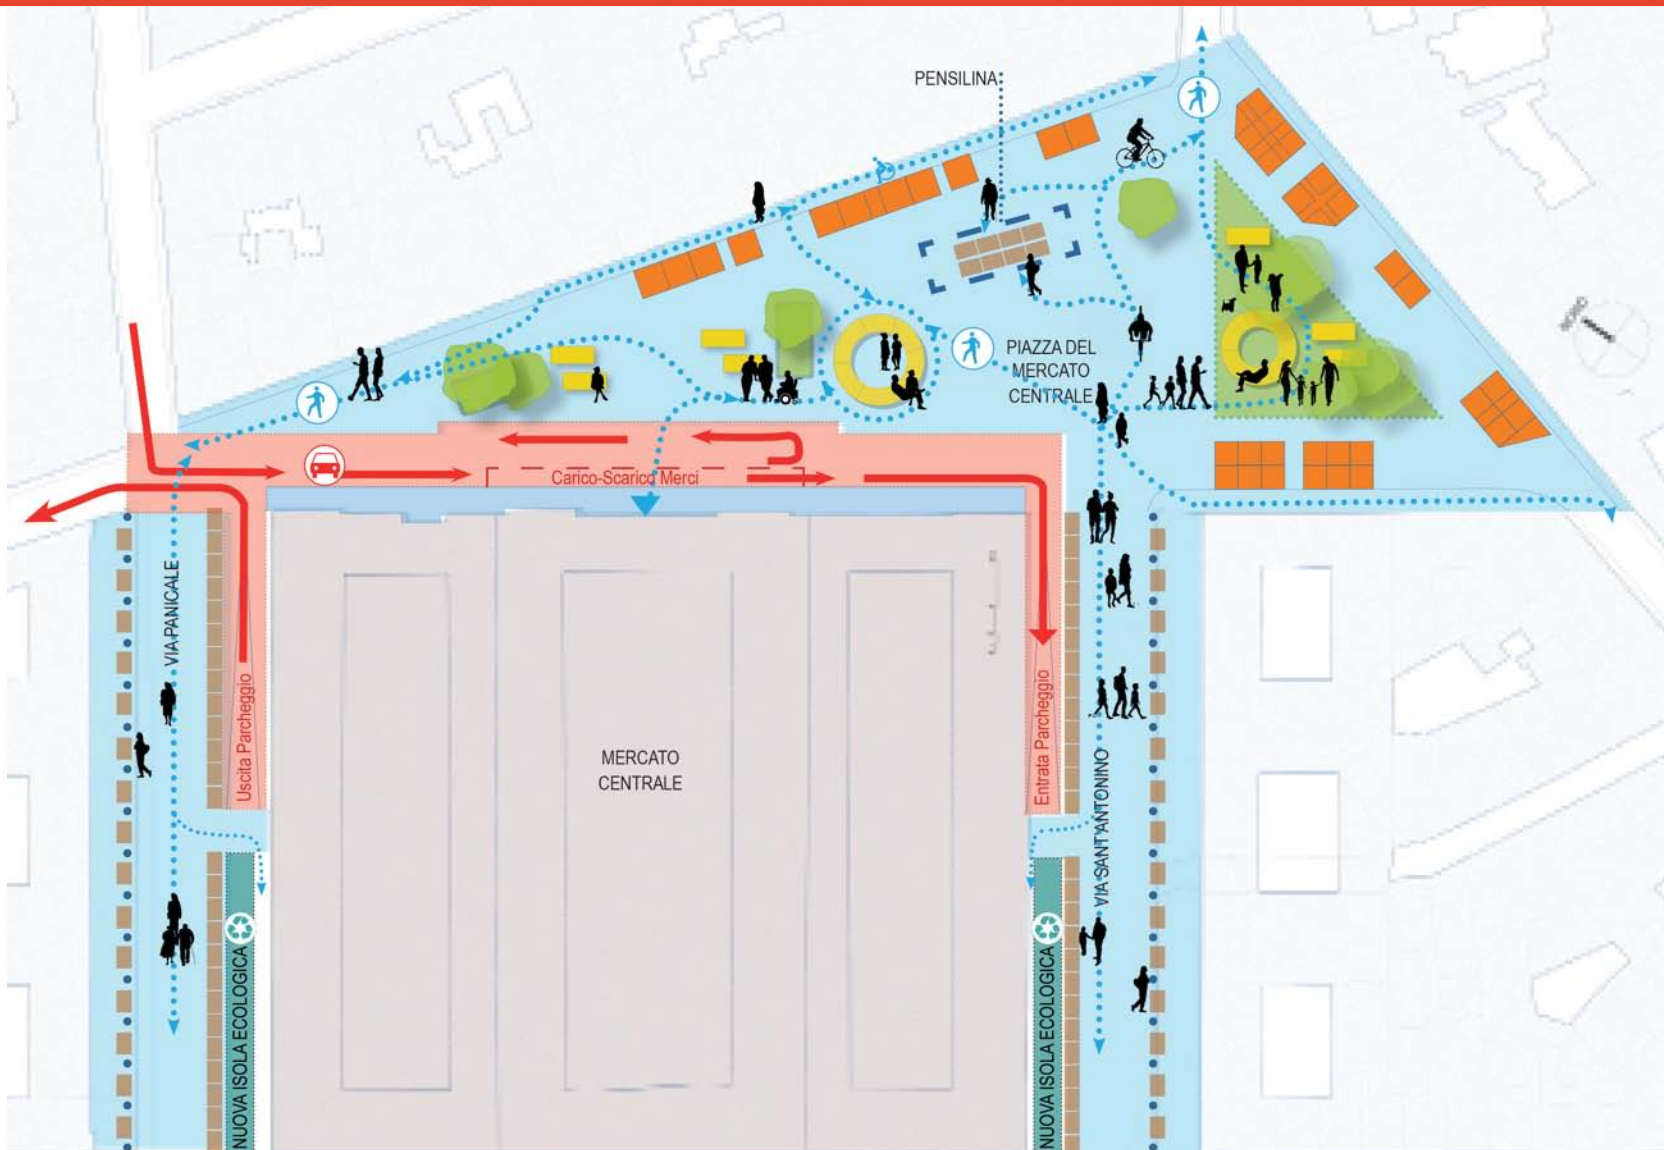 PENSILINA
PIAZZA DEL
MERCATO
CENTRALE
Carico-Scarico Merci
VIA PANICALE
Uscita Parcheggio
MERCATO
CENTRALE
Entrata Parcheggio
VIA SANT'ANTONINO
NUOVA ISOLA ECOLOGICA
NUOVA ISOLA ECOLOGICA